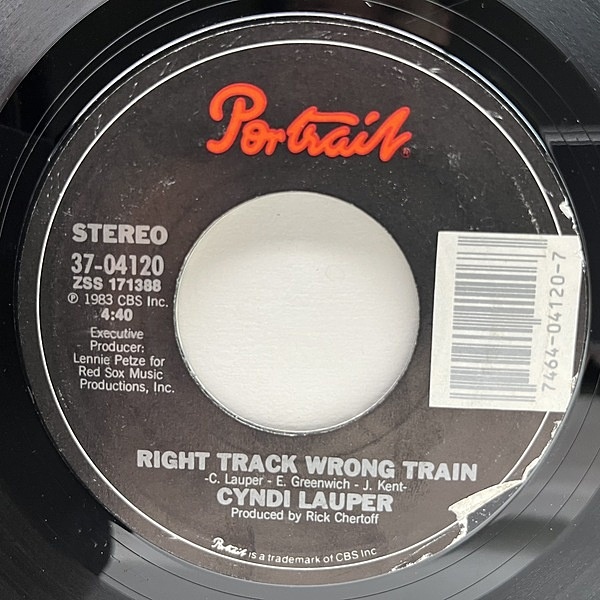 Portrait®
STEREO
37-04120
ZSS 171388
℗ 1983 CBS Inc.
4:40
Executive
Producer:
Lennie Petze for
Red Sox Music
Productions, Inc.
7464-04120-7
RIGHT TRACK WRONG TRAIN
-C. Lauper - E. Greenwich - J. Kent-
CYNDI LAUPER
Produced by Rick Chertoff
Portrait is a trademark of CBS Inc